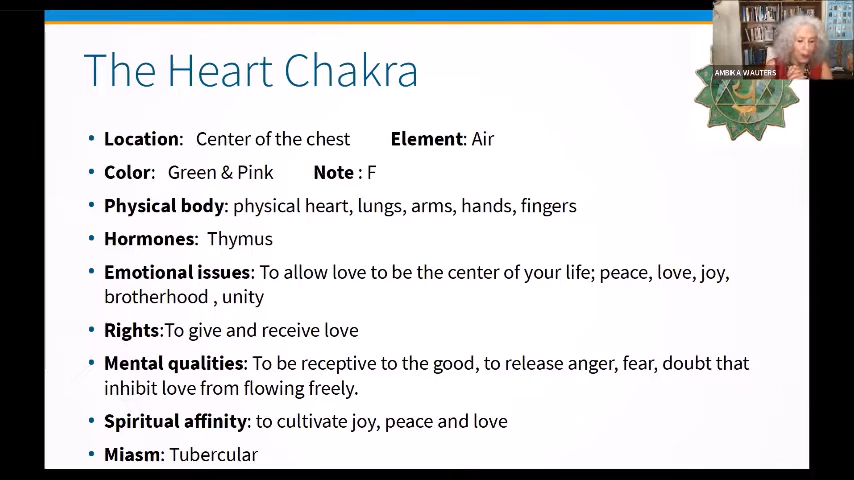 The Heart Chakra
AMBIKA WAUTERS
• Location: Center of the chest Element: Air
• Color: Green & Pink Note : F
• Physical body: physical heart, lungs, arms, hands, fingers
• Hormones: Thymus
• Emotional issues: To allow love to be the center of your life; peace, love, joy,
brotherhood , unity
• Rights:To give and receive love
• Mental qualities: To be receptive to the good, to release anger, fear, doubt that
inhibit love from flowing freely.
• Spiritual affinity: to cultivate joy, peace and love
• Miasm: Tubercular